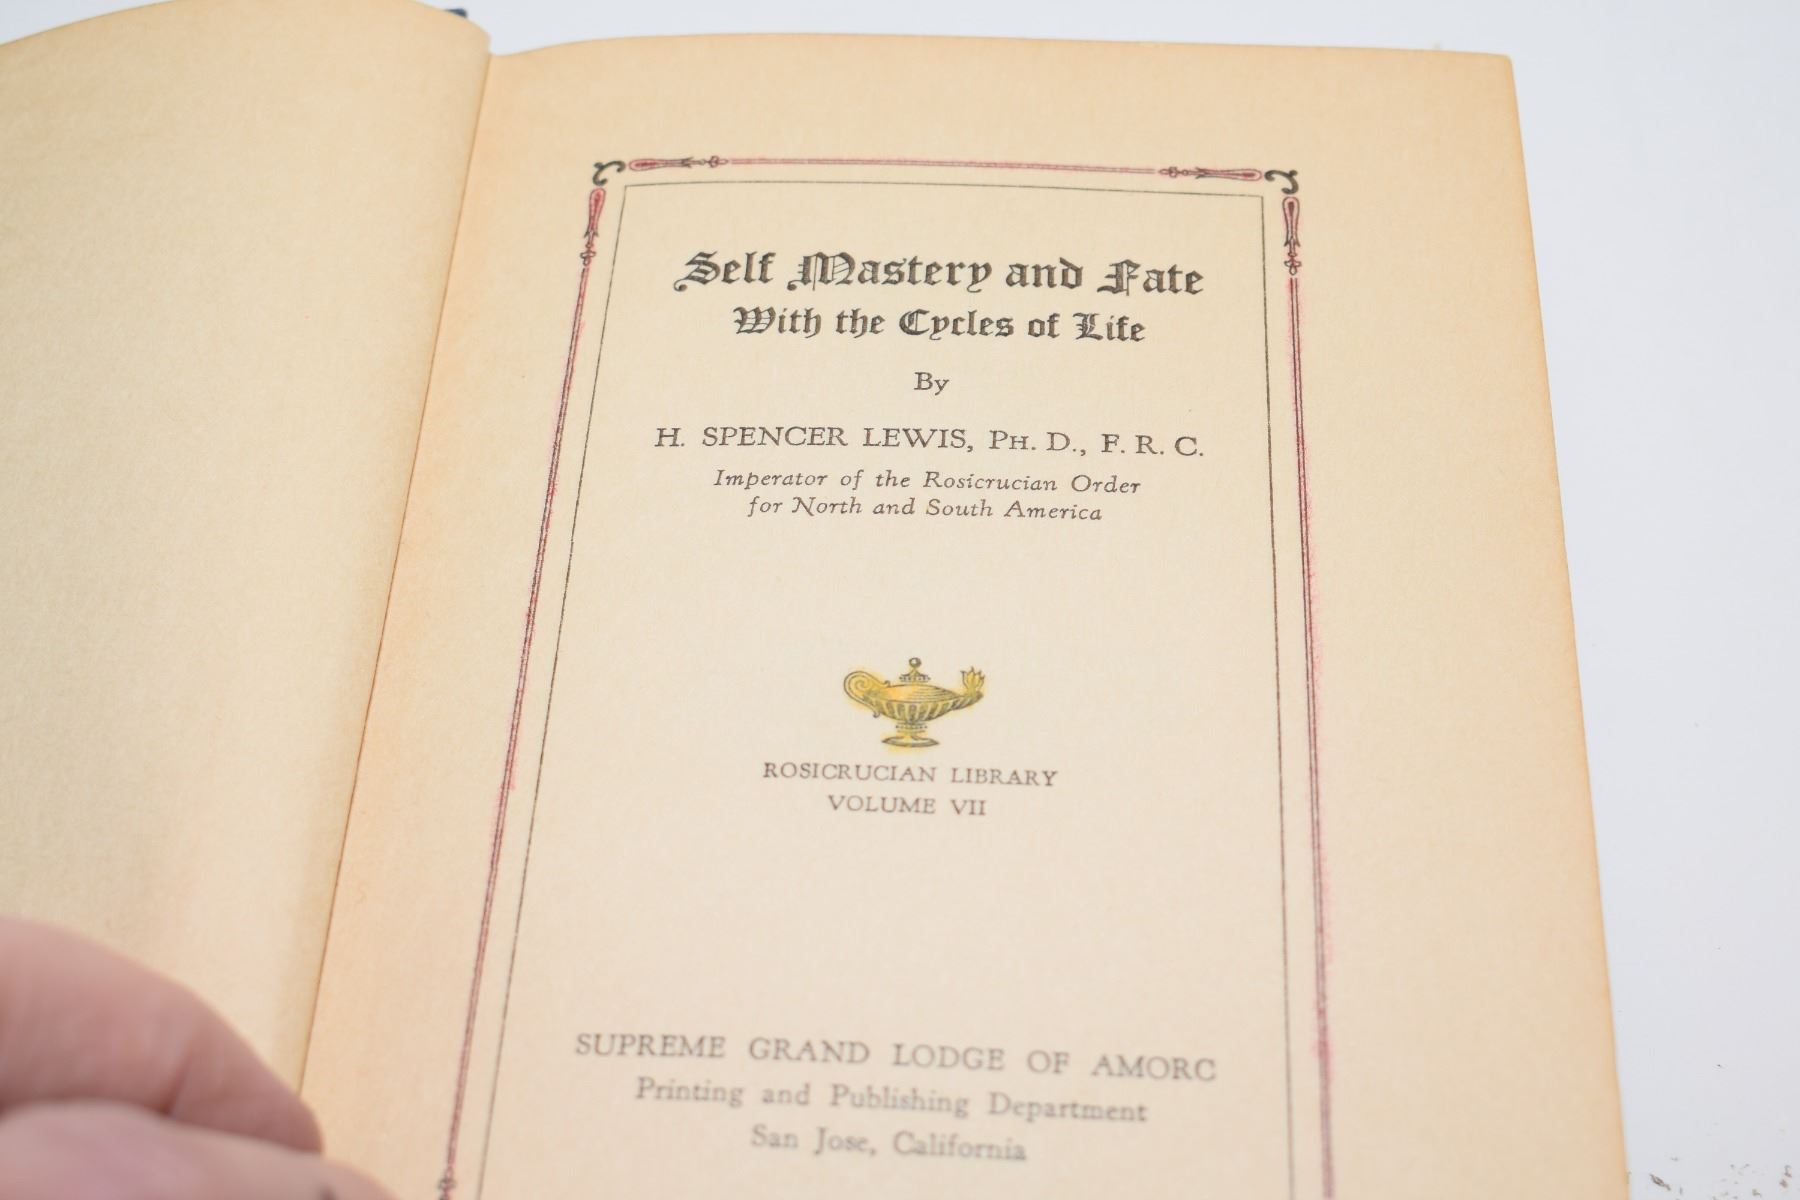 Self Mastery and Fate
With the Cycles of Life
By
H. SPENCER LEWIS, PH. D., F. R. C.
Imperator of the Rosicrucian Order
for North and South America
ROSICRUCIAN LIBRARY
VOLUME VII
SUPREME GRAND LODGE OF AMORC
Printing and Publishing Department
San Jose, California